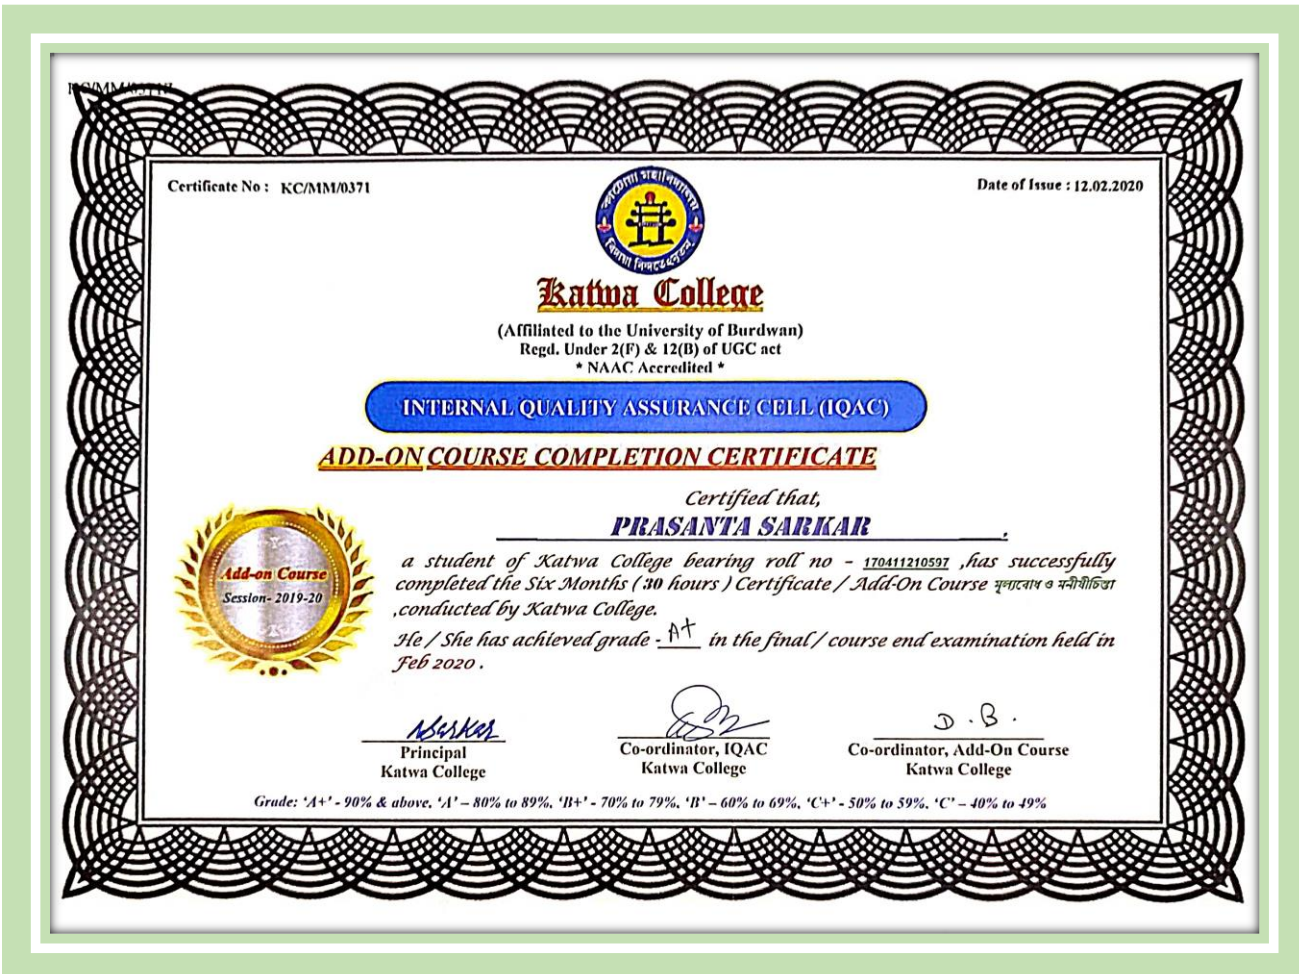 Certificate No : KC/MM/0371
Date of Issue : 12.02.2020
Katwa College
(Affiliated to the University of Burdwan)
Regd. Under 2(F) & 12(B) of UGC act
* NAAC Accredited *
INTERNAL QUALITY ASSURANCE CELL (IQAC)
ADD-ON COURSE COMPLETION CERTIFICATE
Certified that,
PRASANTA SARKAR ,
a student of Katwa College bearing roll no - 170411210597 ,has successfully
completed the Six Months ( 30 hours ) Certificate / Add-On Course মূল্যবোধ ও মনীষীচিন্তা
,conducted by Katwa College.
He / She has achieved grade - A+ in the final / course end examination held in
Feb 2020 .
Add-on Course
Session- 2019-20
NSarkar
D . B .
Principal
Katwa College
Co-ordinator, IQAC
Katwa College
Co-ordinator, Add-On Course
Katwa College
Grade: 'A+' - 90% & above, 'A' – 80% to 89%, 'B+' - 70% to 79%, 'B' – 60% to 69%, 'C+' - 50% to 59%, 'C' – 40% to 49%